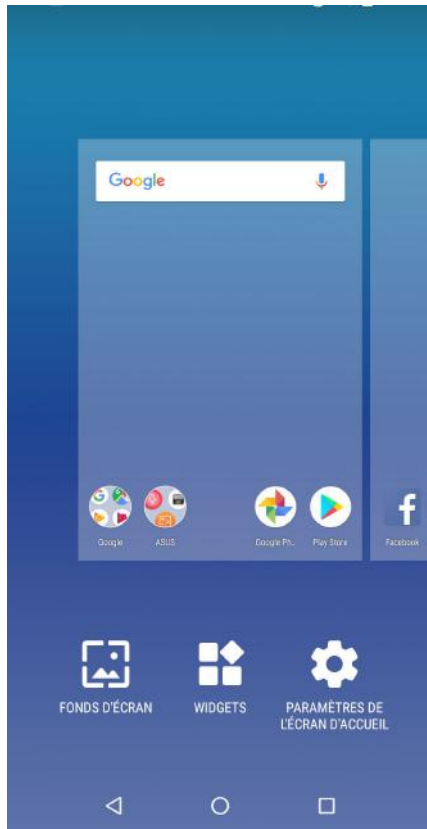 Google
Google
ASUS
Google Ph..
Play Store
Facebook
FONDS D'ÉCRAN
WIDGETS
PARAMÈTRES DE
L'ÉCRAN D'ACCUEIL